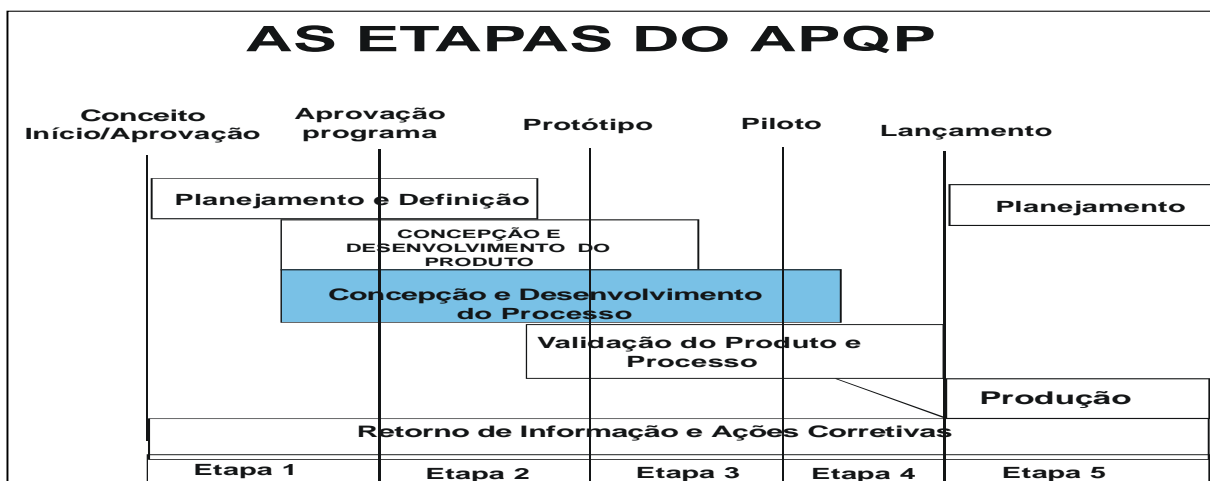 AS ETAPAS DO APQP
Conceito
Início/Aprovação
Aprovação
programa
Protótipo
Piloto
Lançamento
Planejamento e Definição
Planejamento
CONCEPÇÃO E
DESENVOLVIMENTO DO
PRODUTO
Concepção e Desenvolvimento
do Processo
Validação do Produto e
Processo
Produção
Retorno de Informação e Ações Corretivas
Etapa 1
Etapa 2
Etapa 3
Etapa 4
Etapa 5